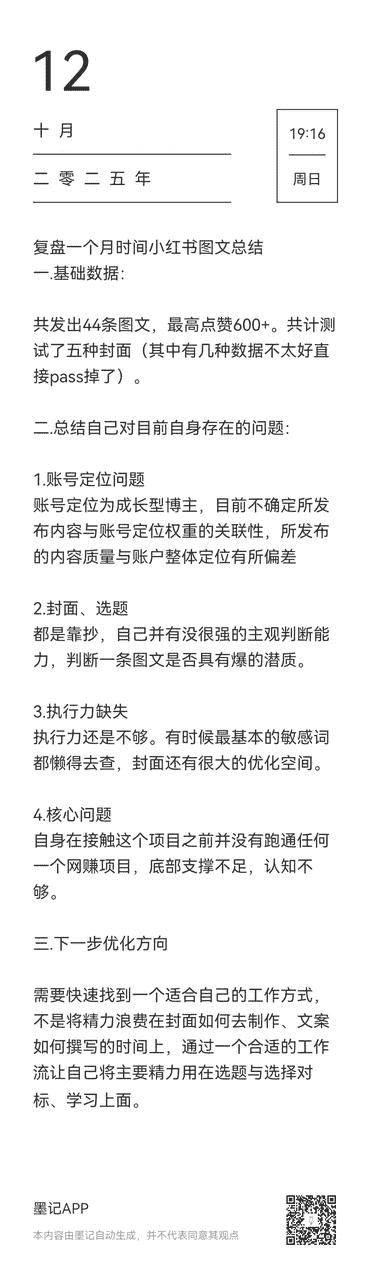 12
十月
19:16
二零二五年
周日
复盘一个月时间小红书图文总结
一.基础数据：
共发出44条图文，最高点赞600+。共计测
试了五种封面（其中有几种数据不太好直
接pass掉了）。
二.总结自己对目前自身存在的问题：
1.账号定位问题
账号定位为成长型博主，目前不确定所发
布内容与账号定位权重的关联性，所发布
的内容质量与账户整体定位有所偏差
2.封面、选题
都是靠抄，自己并有没很强的主观判断能
力，判断一条图文是否具有爆的潜质。
3.执行力缺失
执行力还是不够。有时候最基本的敏感词
都懒得去查，封面还有很大的优化空间。
4.核心问题
自身在接触这个项目之前并没有跑通任何
一个网赚项目，底部支撑不足，认知不
够。
三.下一步优化方向
需要快速找到一个适合自己的工作方式，
不是将精力浪费在封面如何去制作、文案
如何撰写的时间上，通过一个合适的工作
流让自己将主要精力用在选题与选择对
标、学习上面。
墨记APP
本内容由墨记自动生成，并不代表同意其观点